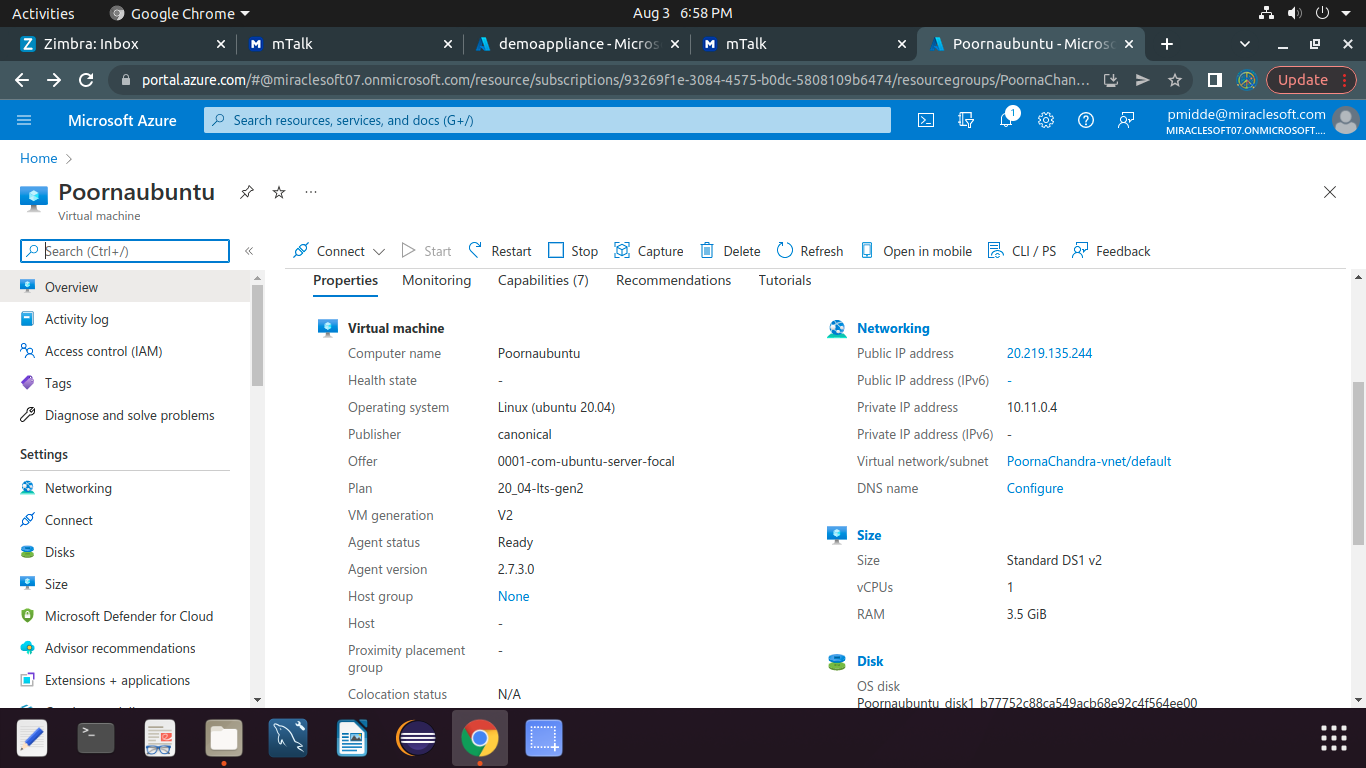 Activities
Google Chrome
Aug 3 6:58 PM
Zimbra: Inbox
mTalk
demoappliance - Micros
mTalk
Poornaubuntu - Microso
portal.azure.com/#@miraclesoft07.onmicrosoft.com/resource/subscriptions/93269f1e-3084-4575-b0dc-5808109b6474/resourcegroups/PoornaChan...
Update
Microsoft Azure
Search resources, services, and docs (G+/)
1
pmidde@miraclesoft.com
MIRACLESOFT07.ONMICROSOFT....
Home
Poornaubuntu
Virtual machine
Search (Ctrl+/)
Connect
Start
Restart
Stop
Capture
Delete
Refresh
Open in mobile
CLI / PS
Feedback
Overview
Activity log
Access control (IAM)
Tags
Diagnose and solve problems
Settings
Networking
Connect
Disks
Size
Microsoft Defender for Cloud
Advisor recommendations
Extensions + applications
Properties
Monitoring
Capabilities (7)
Recommendations
Tutorials
Virtual machine
Computer name Poornaubuntu
Health state -
Operating system Linux (ubuntu 20.04)
Publisher canonical
Offer 0001-com-ubuntu-server-focal
Plan 20_04-lts-gen2
VM generation V2
Agent status Ready
Agent version 2.7.3.0
Host group None
Host -
Proximity placement -
group
Colocation status N/A
Networking
Public IP address 20.219.135.244
Public IP address (IPv6) -
Private IP address 10.11.0.4
Private IP address (IPv6) -
Virtual network/subnet PoornaChandra-vnet/default
DNS name Configure
Size
Size Standard DS1 v2
vCPUs 1
RAM 3.5 GiB
Disk
OS disk
Poornaubuntu_disk1_b77752c88ca549acb68e92c4f564ee00